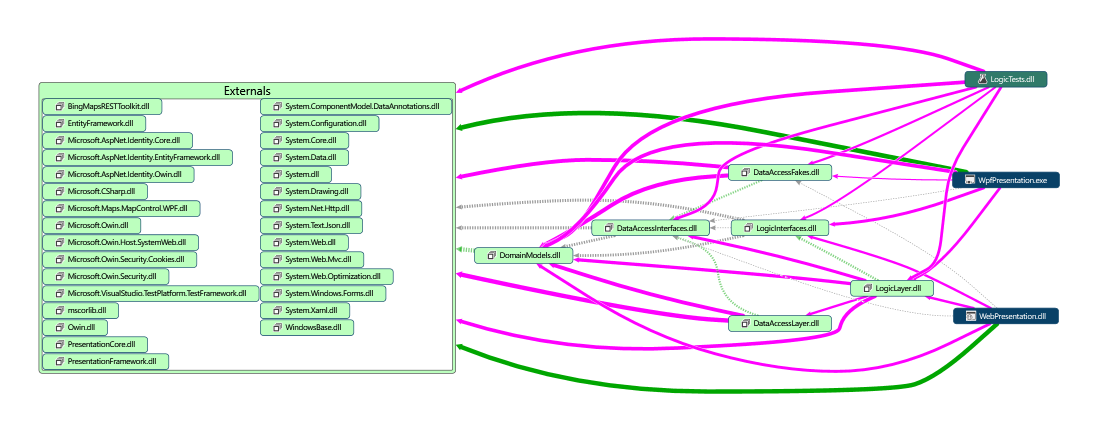 Externals
BingMapsRESTToolkit.dll
EntityFramework.dll
Microsoft.AspNet.Identity.Core.dll
Microsoft.AspNet.Identity.EntityFramework.dll
Microsoft.AspNet.Identity.Owin.dll
Microsoft.CSharp.dll
Microsoft.Maps.MapControl.WPF.dll
Microsoft.Owin.dll
Microsoft.Owin.Host.SystemWeb.dll
Microsoft.Owin.Security.Cookies.dll
Microsoft.Owin.Security.dll
Microsoft.VisualStudio.TestPlatform.TestFramework.dll
mscorlib.dll
Owin.dll
PresentationCore.dll
PresentationFramework.dll
System.ComponentModel.DataAnnotations.dll
System.Configuration.dll
System.Core.dll
System.Data.dll
System.dll
System.Drawing.dll
System.Net.Http.dll
System.Text.Json.dll
System.Web.dll
System.Web.Mvc.dll
System.Web.Optimization.dll
System.Windows.Forms.dll
System.Xaml.dll
WindowsBase.dll
DomainModels.dll
DataAccessInterfaces.dll
DataAccessFakes.dll
LogicInterfaces.dll
DataAccessLayer.dll
LogicLayer.dll
LogicTests.dll
WpfPresentation.exe
WebPresentation.dll